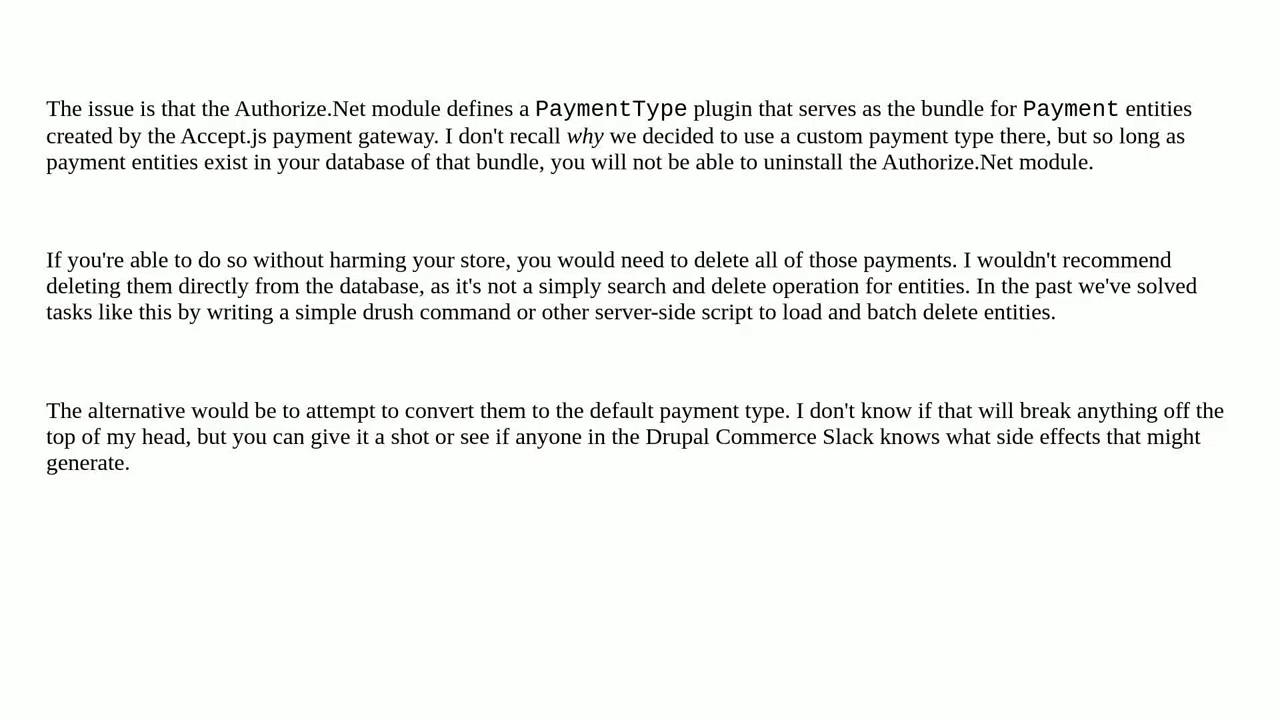 The issue is that the Authorize.Net module defines a PaymentType plugin that serves as the bundle for Payment entities
created by the Accept.js payment gateway. I don't recall why we decided to use a custom payment type there, but so long as
payment entities exist in your database of that bundle, you will not be able to uninstall the Authorize.Net module.
If you're able to do so without harming your store, you would need to delete all of those payments. I wouldn't recommend
deleting them directly from the database, as it's not a simply search and delete operation for entities. In the past we've solved
tasks like this by writing a simple drush command or other server-side script to load and batch delete entities.
The alternative would be to attempt to convert them to the default payment type. I don't know if that will break anything off the
top of my head, but you can give it a shot or see if anyone in the Drupal Commerce Slack knows what side effects that might
generate.